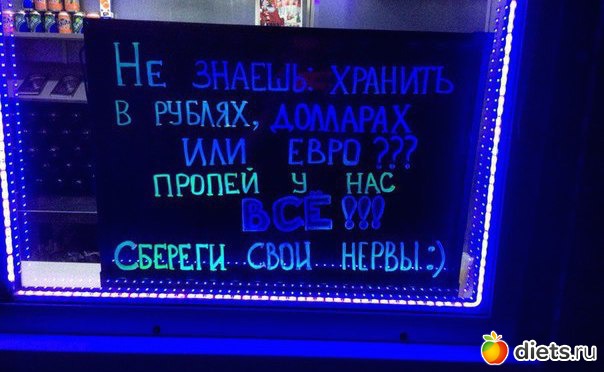 НЕ ЗНАЕШЬ: ХРАНИТЬ
В РУБЛЯХ, ДОЛЛАРАХ
ИЛИ ЕВРО ???
ПРОПЕЙ У НАС
ВСЁ !!!
СБЕРЕГИ СВОИ НЕРВЫ :)
diets.ru